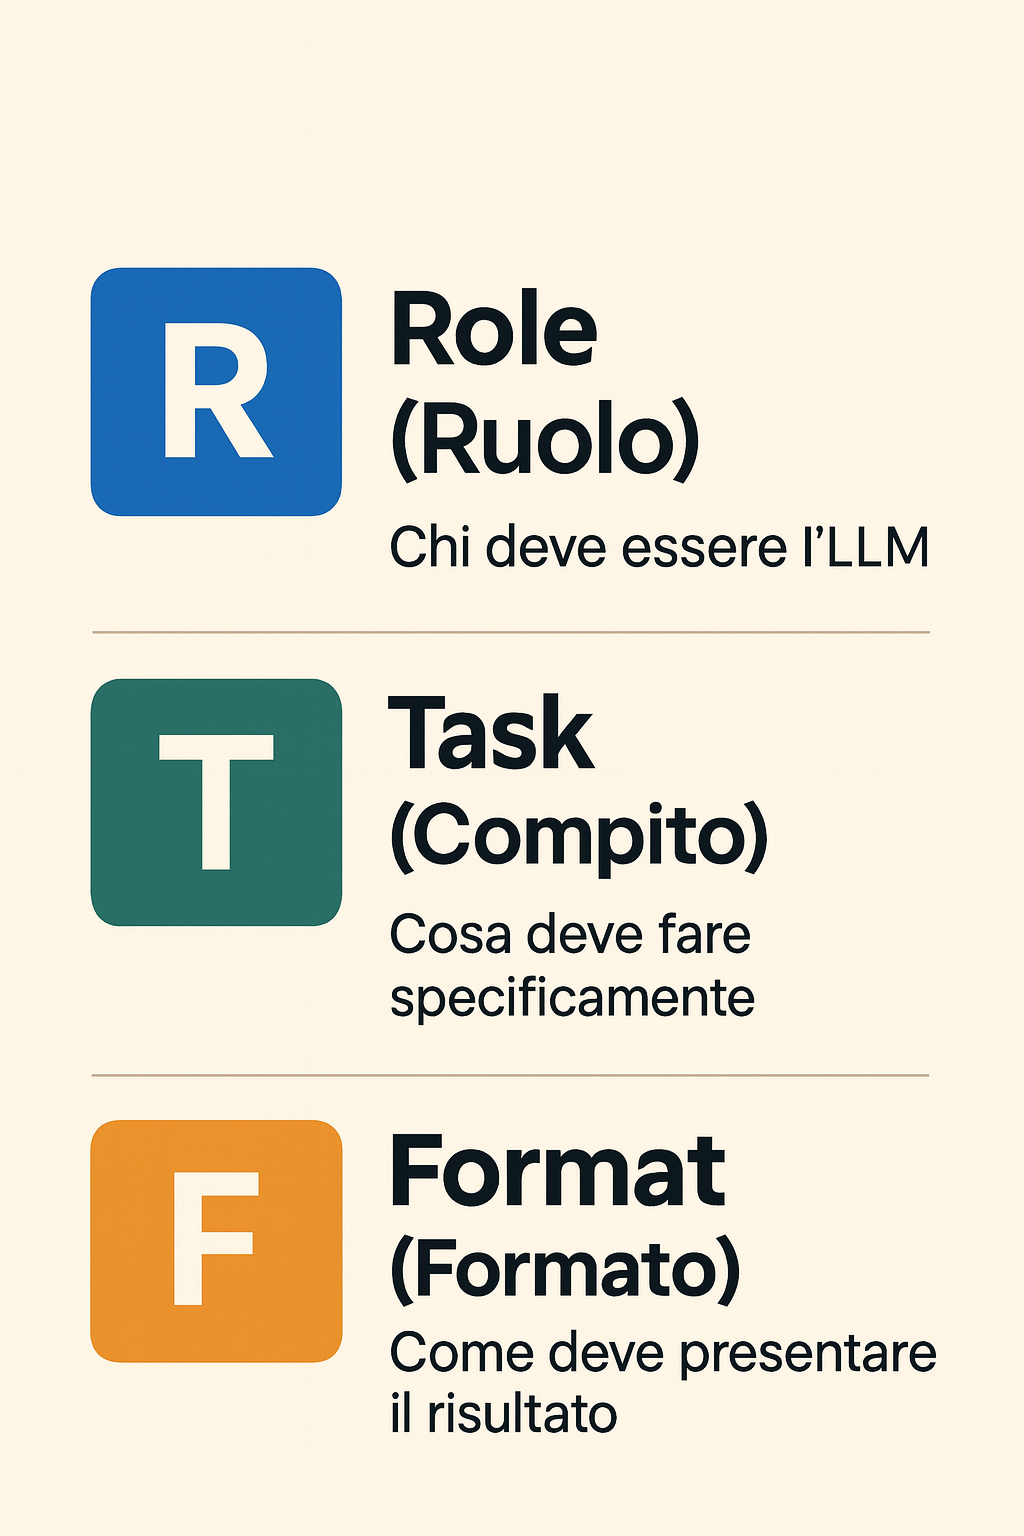 R
Role
(Ruolo)
Chi deve essere l’LLM
T
Task
(Compito)
Cosa deve fare
specificamente
F
Format
(Formato)
Come deve presentare
il risultato